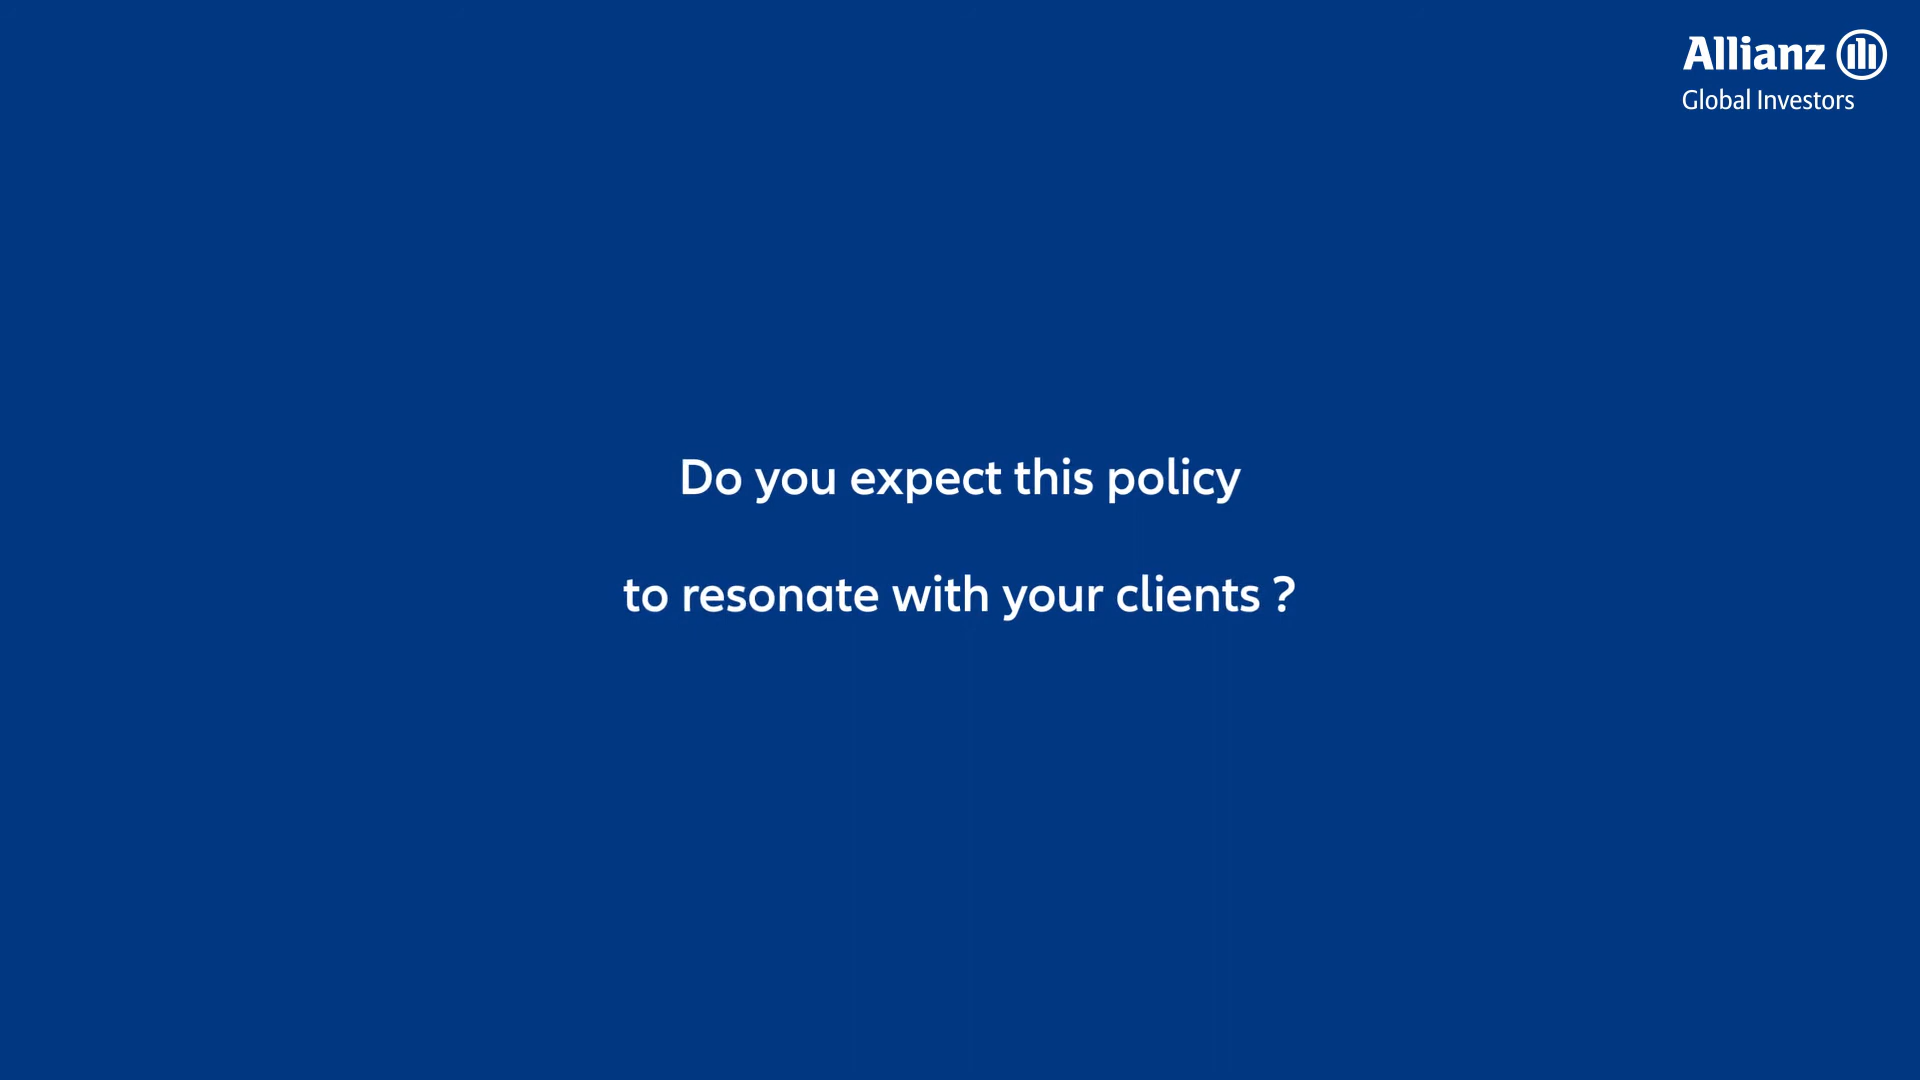 Allianz
Global Investors
Do you expect this policy
to resonate with your clients ?